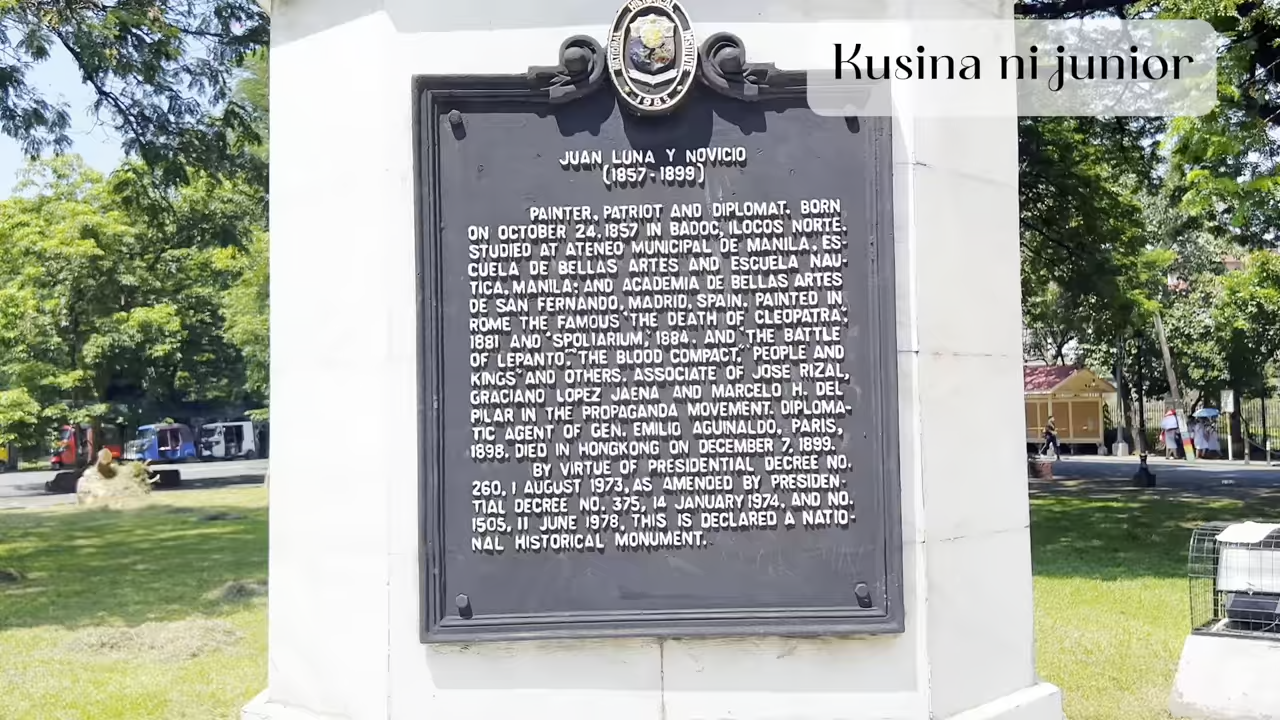 Kusina ni junior
HISTORICAL
NATIONAL
INSTITUTE
1985
JUAN LUNA Y NOVICIO
(1857-1899)
PAINTER, PATRIOT AND DIPLOMAT. BORN
ON OCTOBER 24, 1857 IN BADOC, ILOCOS NORTE.
STUDIED AT ATENEO MUNICIPAL DE MANILA, ES-
CUELA DE BELLAS ARTES AND ESCUELA NAU-
TICA, MANILA; AND ACADEMIA DE BELLAS ARTES
DE SAN FERNANDO, MADRID, SPAIN. PAINTED IN
ROME THE FAMOUS "THE DEATH OF CLEOPATRA",
1881 AND "SPOLIARIUM," 1884. AND "THE BATTLE
OF LEPANTO," "THE BLOOD COMPACT," "PEOPLE AND
KINGS" AND OTHERS. ASSOCIATE OF JOSE RIZAL,
GRACIANO LOPEZ JAENA AND MARCELO H. DEL
PILAR IN THE PROPAGANDA MOVEMENT. DIPLOMA-
TIC AGENT OF GEN. EMILIO AGUINALDO, PARIS,
1898. DIED IN HONGKONG ON DECEMBER 7, 1899.
BY VIRTUE OF PRESIDENTIAL DECREE NO.
260, 1 AUGUST 1973, AS AMENDED BY PRESIDEN-
TIAL DECREE NO. 375, 14 JANUARY 1974, AND NO.
1505, 11 JUNE 1978, THIS IS DECLARED A NATIO-
NAL HISTORICAL MONUMENT.